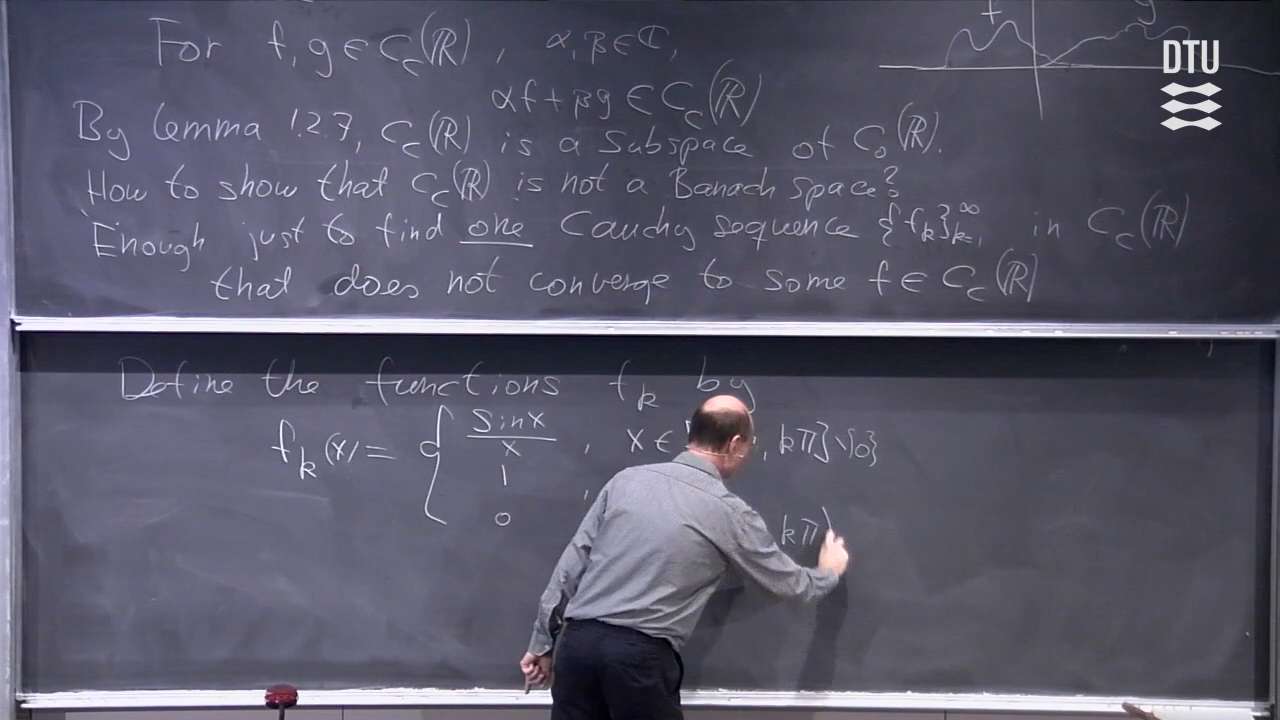 For f, g ∈ C_c(ℝ), α, β ∈ ℂ,
αf + βg ∈ C_c(ℝ)
By Lemma 1.2.7, C_c(ℝ) is a subspace of C_0(ℝ).
How to show that C_c(ℝ) is not a Banach space?
Enough just to find one Cauchy sequence {f_k}_{k=1}^∞ in C_c(ℝ)
that does not converge to some f ∈ C_c(ℝ)
f g
DTU
Define the functions f_k by
f_k(x) = { sin x / x , x ∈ , kπ] \ {0}
1 ,
0 kπ]